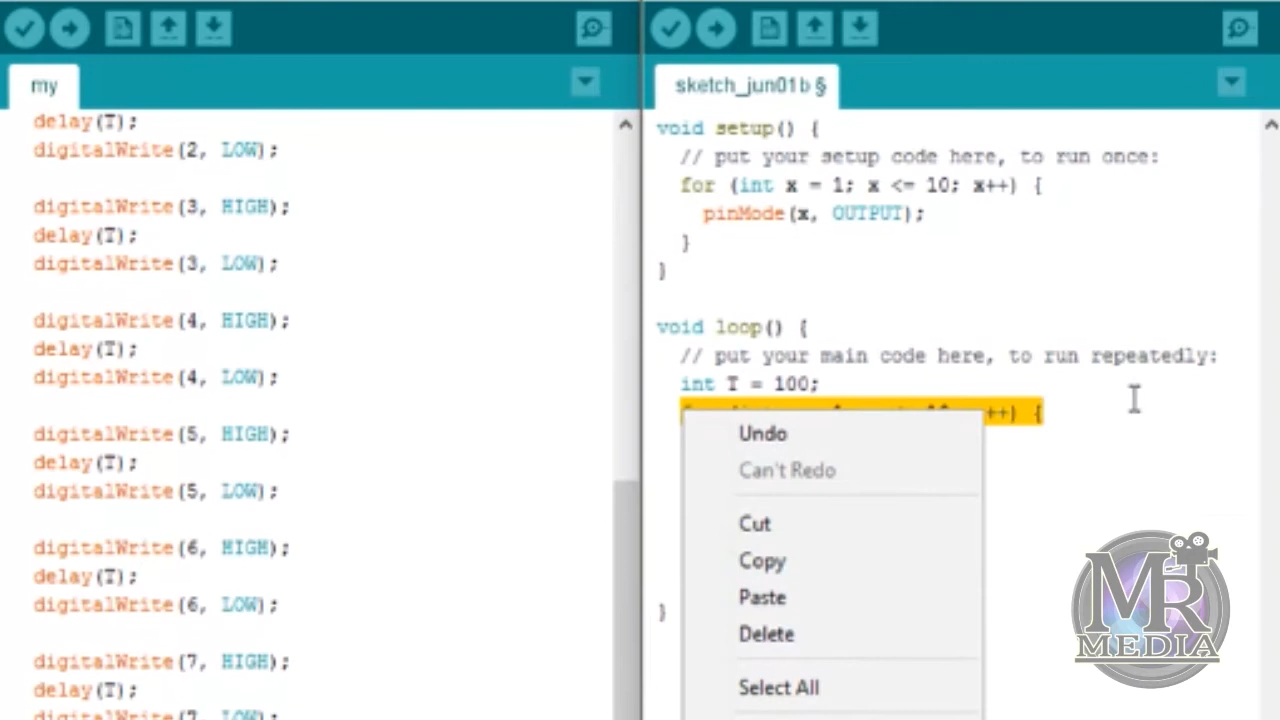 my
delay(T);
digitalWrite(2, LOW);
digitalWrite(3, HIGH);
delay(T);
digitalWrite(3, LOW);
digitalWrite(4, HIGH);
delay(T);
digitalWrite(4, LOW);
digitalWrite(5, HIGH);
delay(T);
digitalWrite(5, LOW);
digitalWrite(6, HIGH);
delay(T);
digitalWrite(6, LOW);
digitalWrite(7, HIGH);
delay(T);
digitalWrite(7, LOW);
sketch_jun01b §
void setup() {
// put your setup code here, to run once:
for (int x = 1; x <= 10; x++) {
pinMode(x, OUTPUT);
}
}
void loop() {
// put your main code here, to run repeatedly:
int T = 100;
++) {
Undo
Can't Redo
Cut
Copy
Paste
Delete
Select All
}
MR
MEDIA